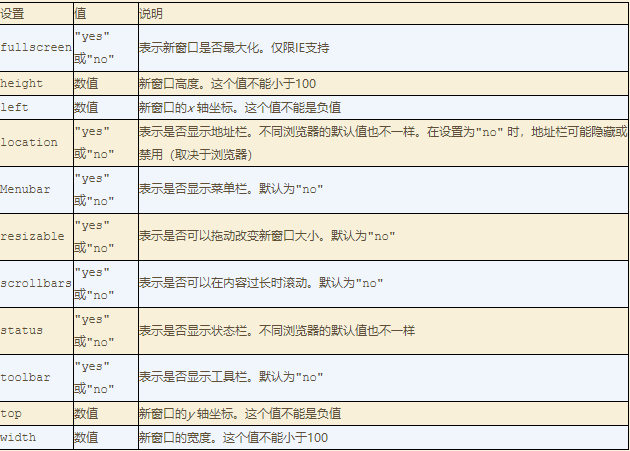 设置 值 说明
fullscreen "yes" 或"no" 表示新窗口是否最大化。仅限IE支持
height 数值 新窗口高度。这个值不能小于100
left 数值 新窗口的x 轴坐标。这个值不能是负值
location "yes" 或"no" 表示是否显示地址栏。不同浏览器的默认值也不一样。在设置为"no" 时，地址栏可能隐藏或
禁用（取决于浏览器）
Menubar "yes" 或"no" 表示是否显示菜单栏。默认为"no"
resizable "yes" 或"no" 表示是否可以拖动改变新窗口大小。默认为"no"
scrollbars "yes" 或"no" 表示是否可以在内容过长时滚动。默认为"no"
status "yes" 或"no" 表示是否显示状态栏。不同浏览器的默认值也不一样
toolbar "yes" 或"no" 表示是否显示工具栏。默认为"no"
top 数值 新窗口的y 轴坐标。这个值不能是负值
width 数值 新窗口的宽度。这个值不能小于100